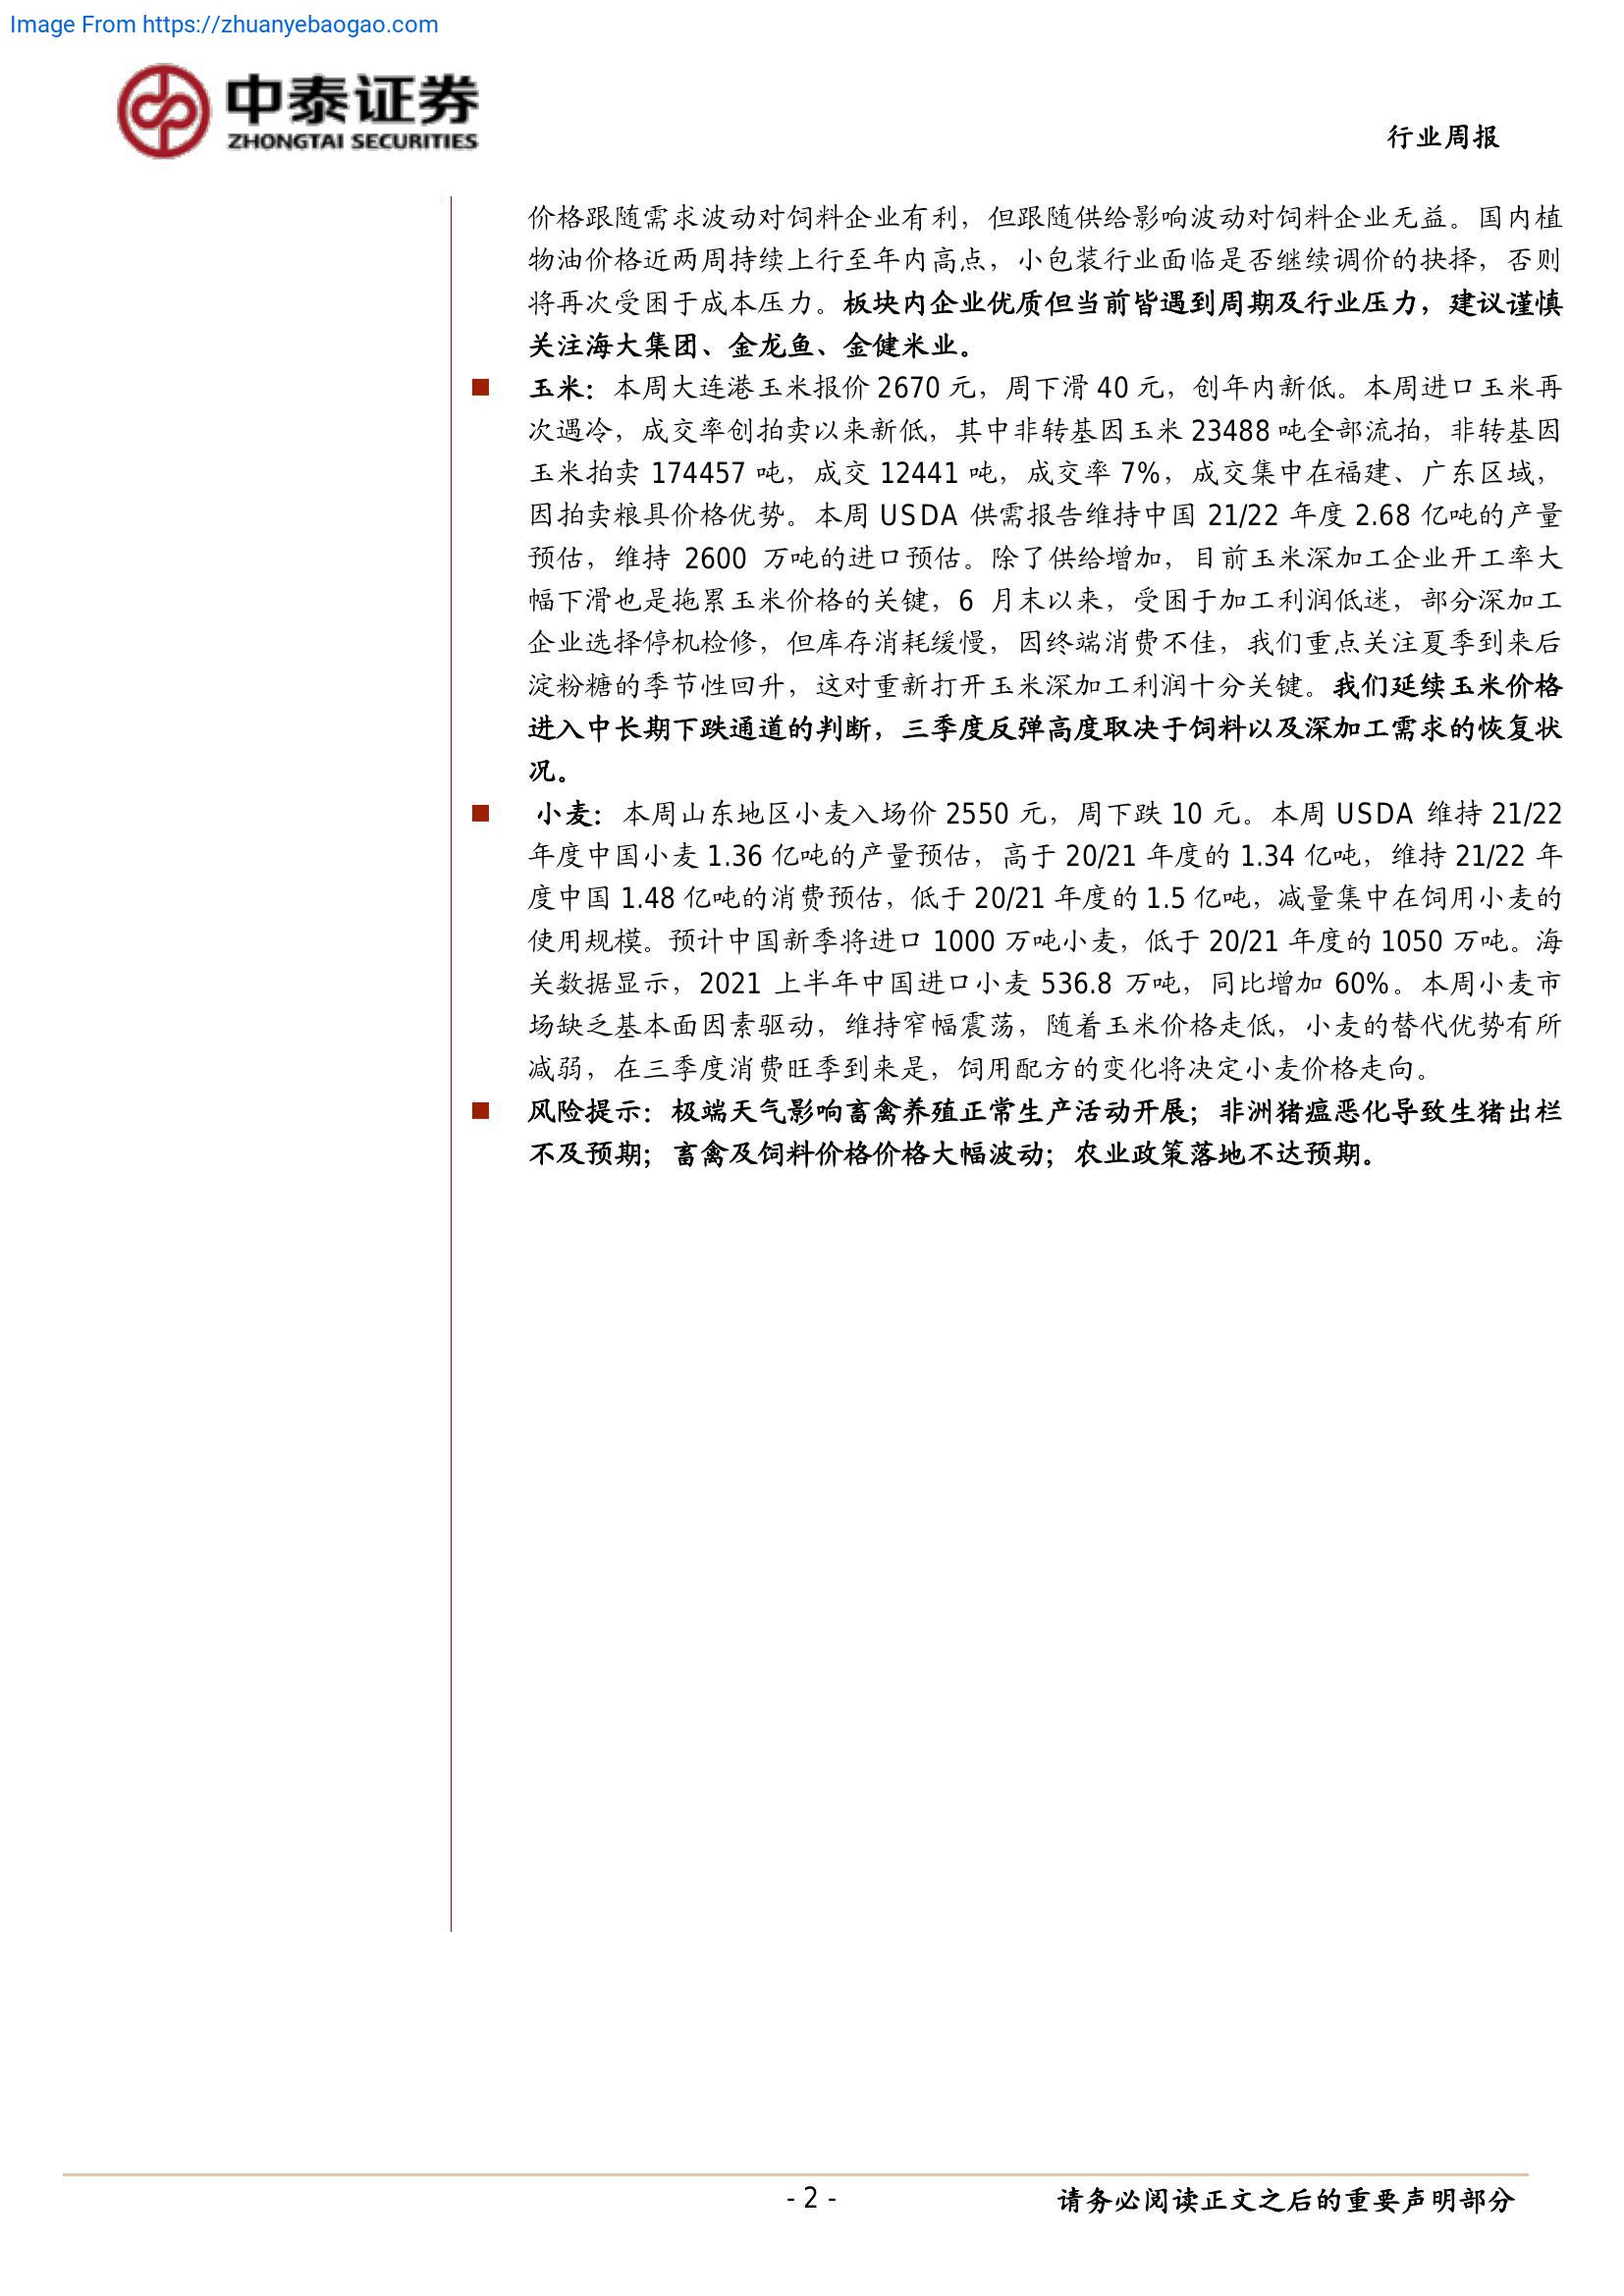 Image From https://zhuanyebaogao.com
中泰证券
ZHONGTAI SECURITIES
行业周报
价格跟随需求波动对饲料企业有利，但跟随供给影响波动对饲料企业无益。国内植
物油价格近两周持续上行至年内高点，小包装行业面临是否继续调价的抉择，否则
将再次受困于成本压力。板块内企业优质但当前皆遇到周期及行业压力，建议谨慎
关注海大集团、金龙鱼、金健米业。
■ 玉米：本周大连港玉米报价 2670 元，周下滑 40 元，创年内新低。本周进口玉米再
次遇冷，成交率创拍卖以来新低，其中非转基因玉米 23488 吨全部流拍，非转基因
玉米拍卖 174457 吨，成交 12441 吨，成交率 7%，成交集中在福建、广东区域，
因拍卖粮具价格优势。本周 USDA 供需报告维持中国 21/22 年度 2.68 亿吨的产量
预估，维持 2600 万吨的进口预估。除了供给增加，目前玉米深加工企业开工率大
幅下滑也是拖累玉米价格的关键，6 月末以来，受困于加工利润低迷，部分深加工
企业选择停机检修，但库存消耗缓慢，因终端消费不佳，我们重点关注夏季到来后
淀粉糖的季节性回升，这对重新打开玉米深加工利润十分关键。我们延续玉米价格
进入中长期下跌通道的判断，三季度反弹高度取决于饲料以及深加工需求的恢复状
况。
■ 小麦：本周山东地区小麦入场价 2550 元，周下跌 10 元。本周 USDA 维持 21/22
年度中国小麦 1.36 亿吨的产量预估，高于 20/21 年度的 1.34 亿吨，维持 21/22 年
度中国 1.48 亿吨的消费预估，低于 20/21 年度的 1.5 亿吨，减量集中在饲用小麦的
使用规模。预计中国新季将进口 1000 万吨小麦，低于 20/21 年度的 1050 万吨。海
关数据显示，2021 上半年中国进口小麦 536.8 万吨，同比增加 60%。本周小麦市
场缺乏基本面因素驱动，维持窄幅震荡，随着玉米价格走低，小麦的替代优势有所
减弱，在三季度消费旺季到来是，饲用配方的变化将决定小麦价格走向。
■ 风险提示：极端天气影响畜禽养殖正常生产活动开展；非洲猪瘟恶化导致生猪出栏
不及预期；畜禽及饲料价格价格大幅波动；农业政策落地不达预期。
- 2 -
请务必阅读正文之后的重要声明部分